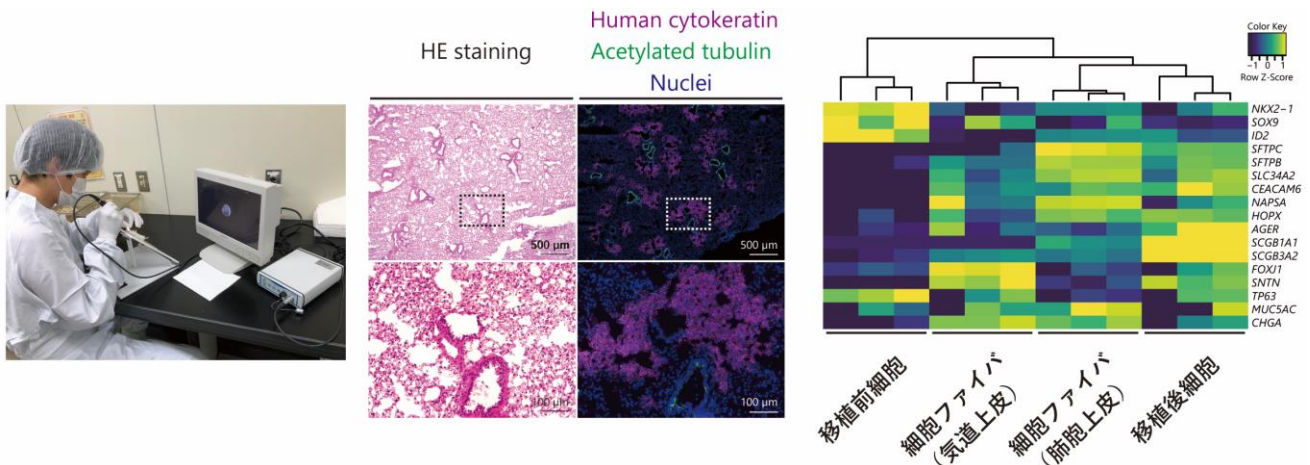 HE staining
Human cytokeratin
Acetylated tubulin
Nuclei
500 μm
500 μm
100 μm
100 μm
Color Key
-1 0 1
Row Z-Score
NKX2-1
SOX9
ID2
SFTPC
SFTPB
SLC34A2
CEACAM6
NAPSA
HOPX
AGER
SCGB1A1
SCGB3A2
FOXJ1
SNTN
TP63
MUC5AC
CHGA
移植前細胞
細胞ファイバ
(気道上皮)
細胞ファイバ
(肺胞上皮)
移植後細胞